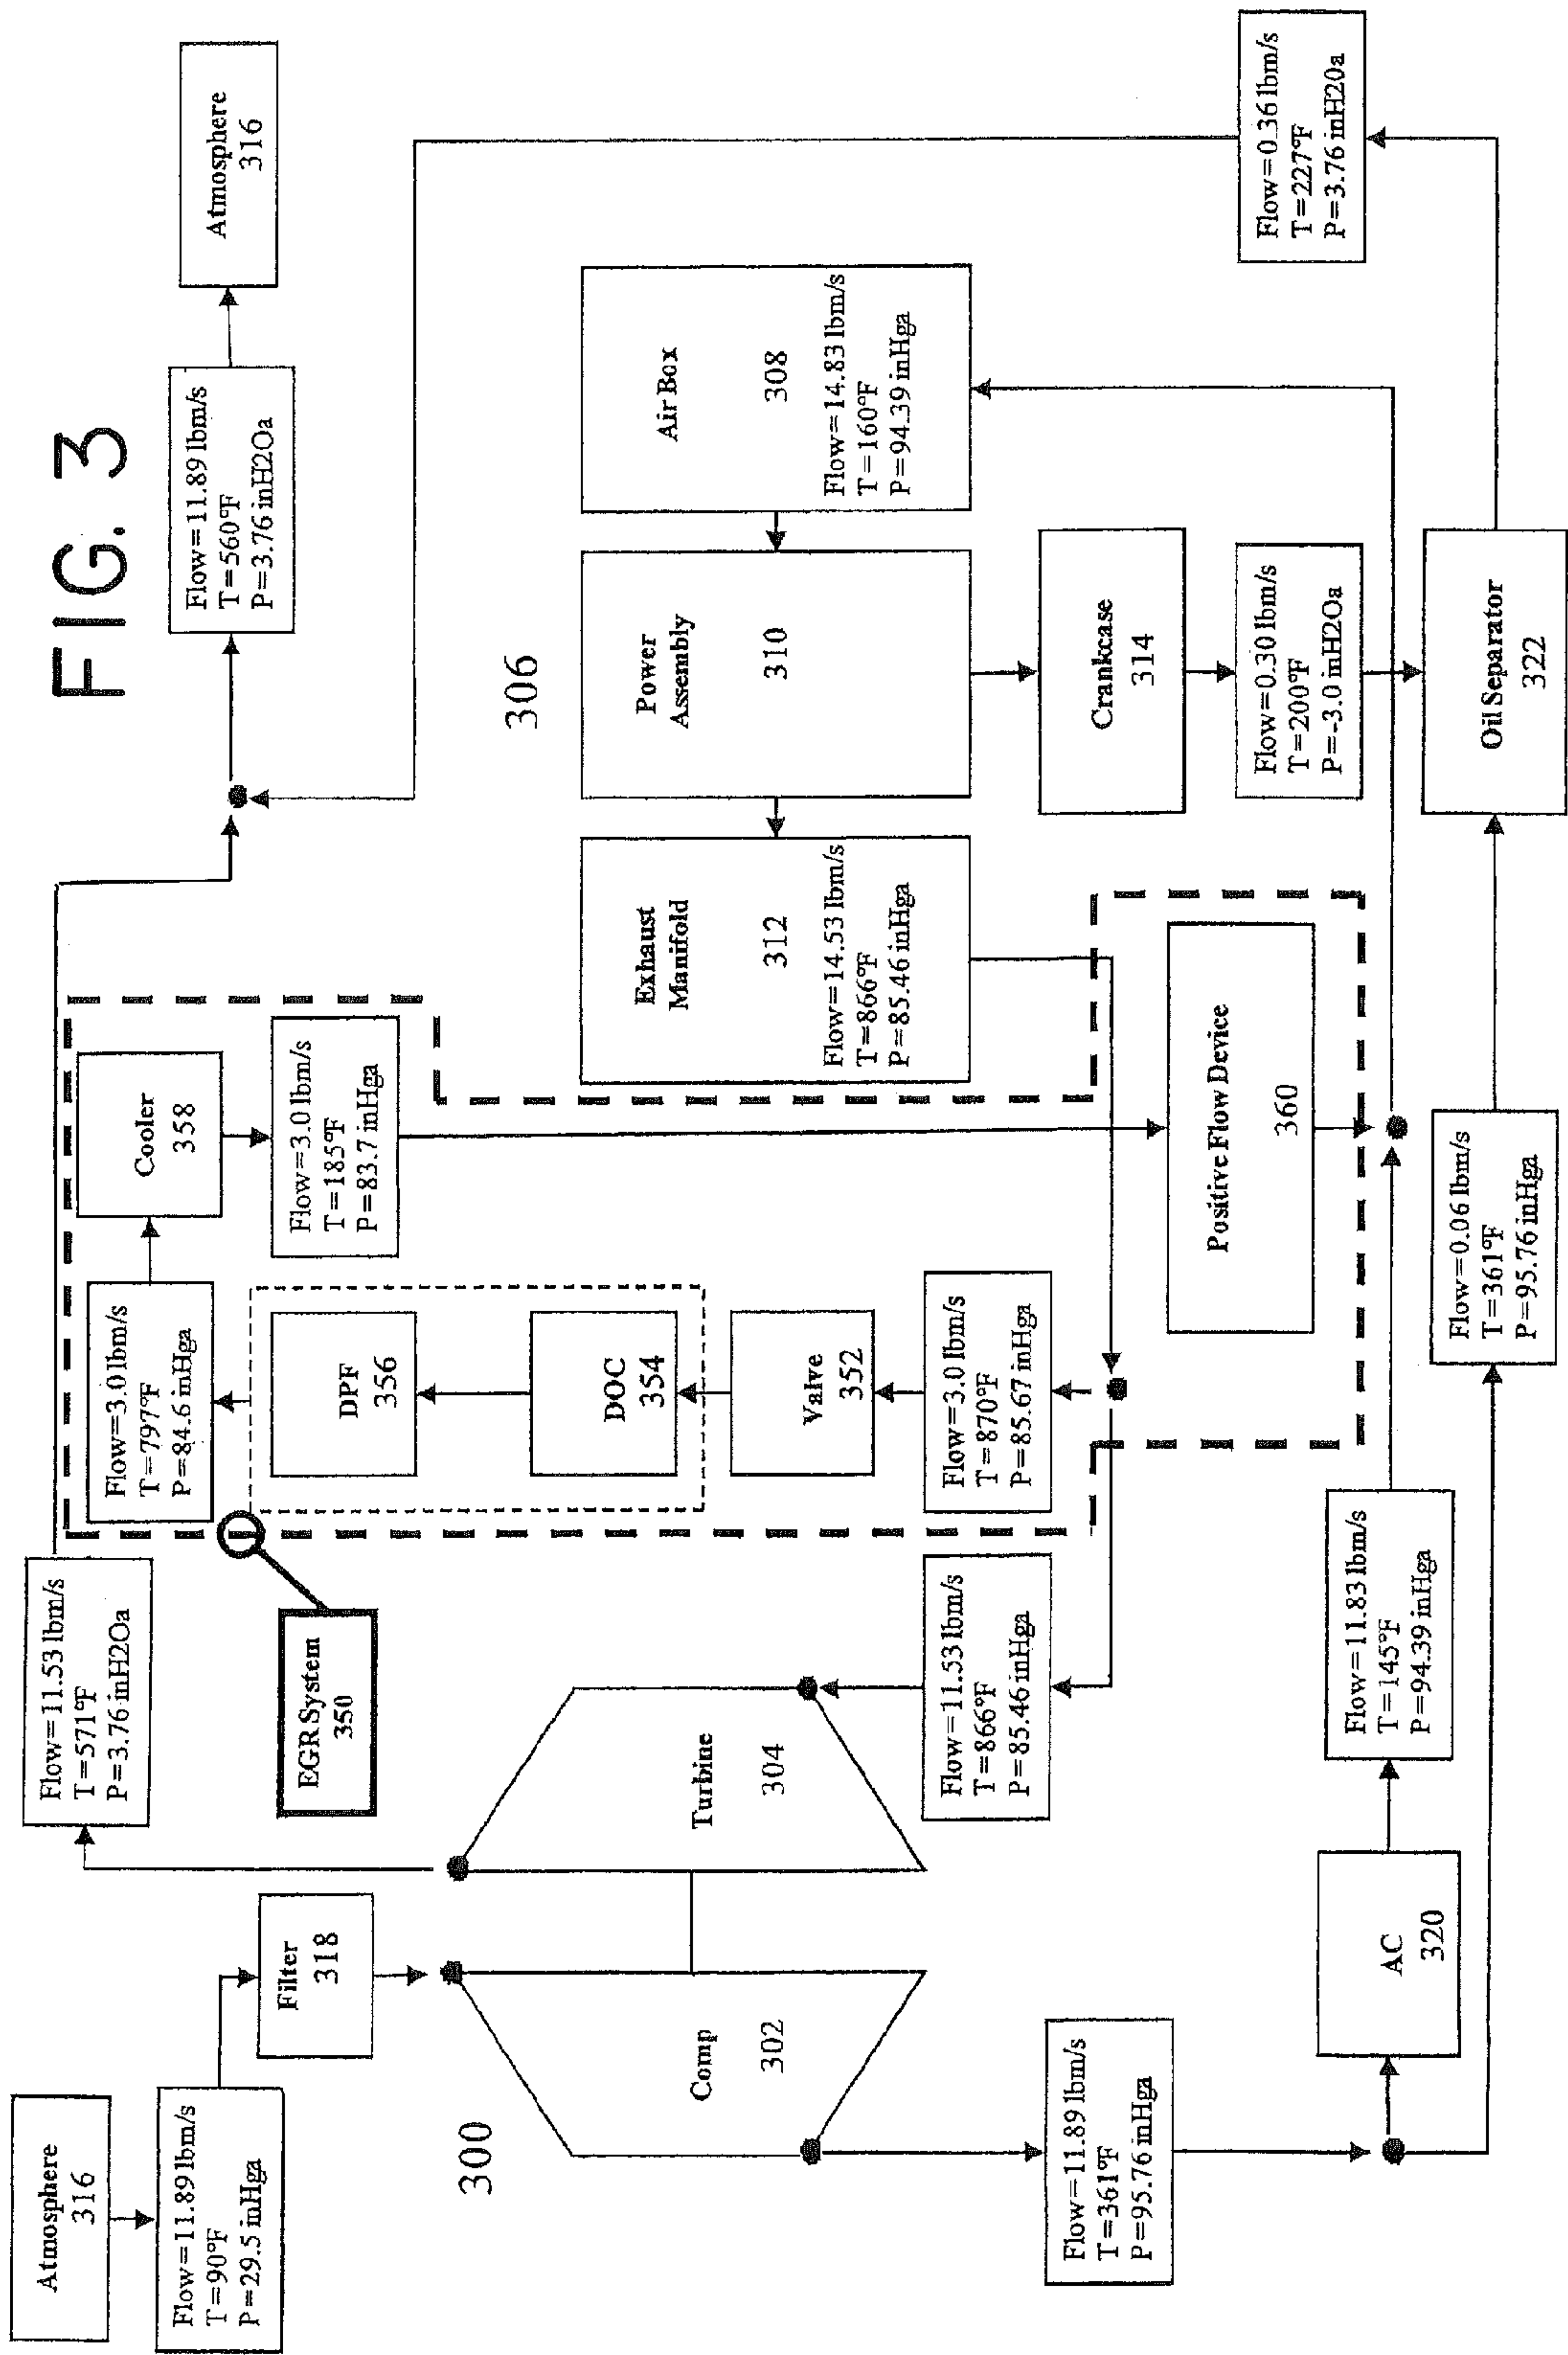 FIG. 3
Atmosphere
316
Flow=11.89 lbm/s
T=90°F
P=29.5 inHga
Filter
318
300
Comp
302
Flow=11.89 lbm/s
T=361°F
P=95.76 inHga
AC
320
Flow=11.83 lbm/s
T=145°F
P=94.39 inHga
Flow=0.06 lbm/s
T=361°F
P=95.76 inHga
Turbine
304
Flow=11.53 lbm/s
T=571°F
P=3.76 inH2Oa
EGR System
350
Flow=11.53 lbm/s
T=866°F
P=85.46 inHga
Flow=3.0 lbm/s
T=797°F
P=84.6 inHga
DPF
356
DOC
354
Valve
352
Flow=3.0 lbm/s
T=870°F
P=85.67 inHga
Cooler
358
Flow=3.0 lbm/s
T=185°F
P=83.7 inHga
Positive Flow Device
360
Exhaust
Manifold
312
Flow=14.53 lbm/s
T=866°F
P=85.46 inHga
306
Power
Assembly
310
Air Box
308
Flow=14.83 lbm/s
T=160°F
P=94.39 inHga
Crankcase
314
Flow=0.30 lbm/s
T=200°F
P=-3.0 inH2Oa
Oil Separator
322
Flow=0.36 lbm/s
T=227°F
P=3.76 inH20a
Flow=11.89 lbm/s
T=560°F
P=3.76 inH2Oa
Atmosphere
316